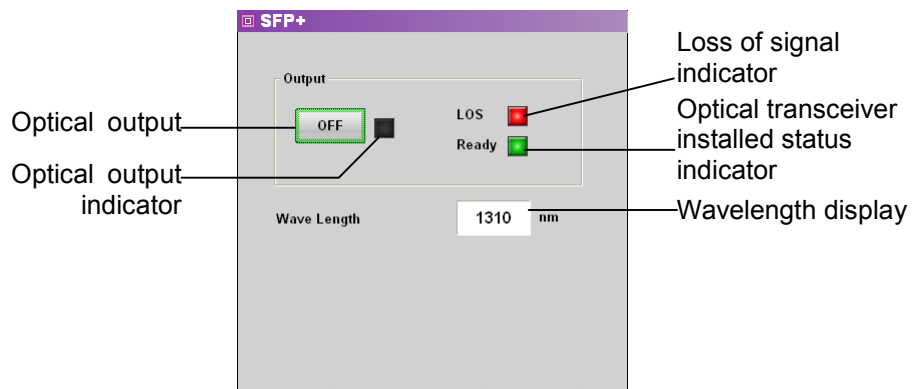 SFP+
Output
OFF
LOS
Ready
Wave Length
1310 nm
Optical output
Optical output
indicator
Loss of signal
indicator
Optical transceiver
installed status
indicator
Wavelength display